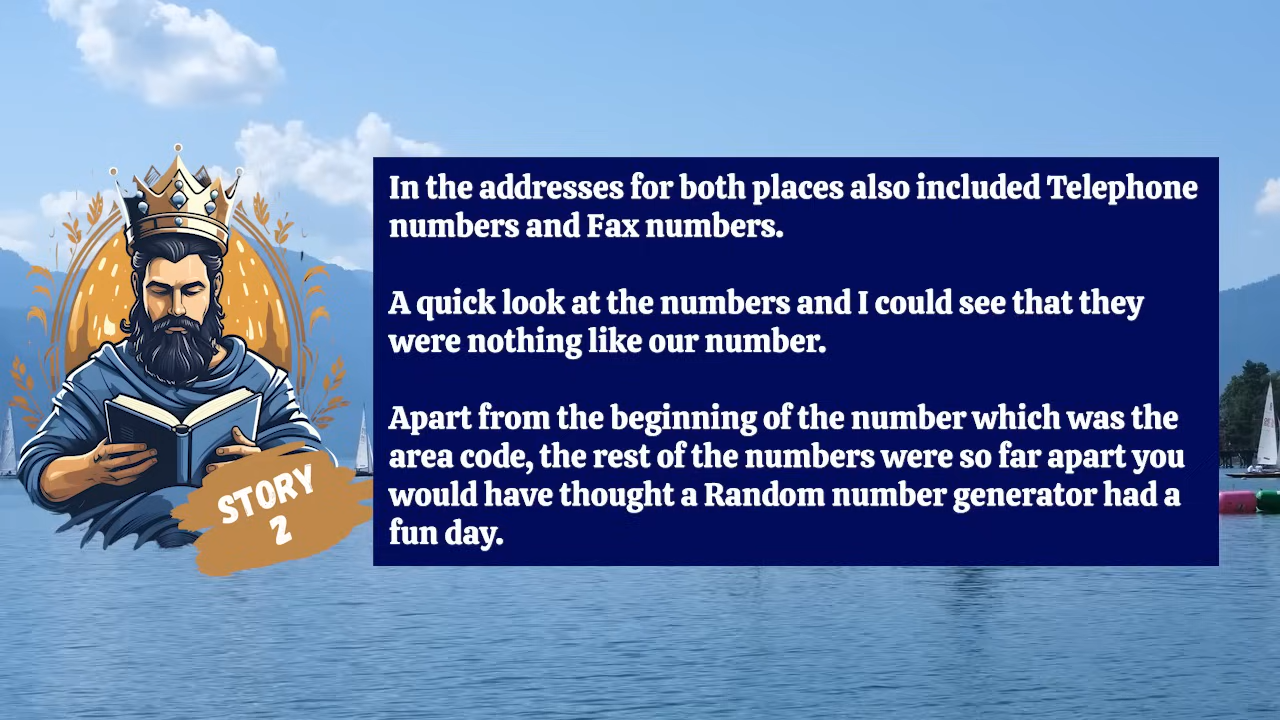 In the addresses for both places also included Telephone
numbers and Fax numbers.
A quick look at the numbers and I could see that they
were nothing like our number.
Apart from the beginning of the number which was the
area code, the rest of the numbers were so far apart you
would have thought a Random number generator had a
fun day.
STORY
2